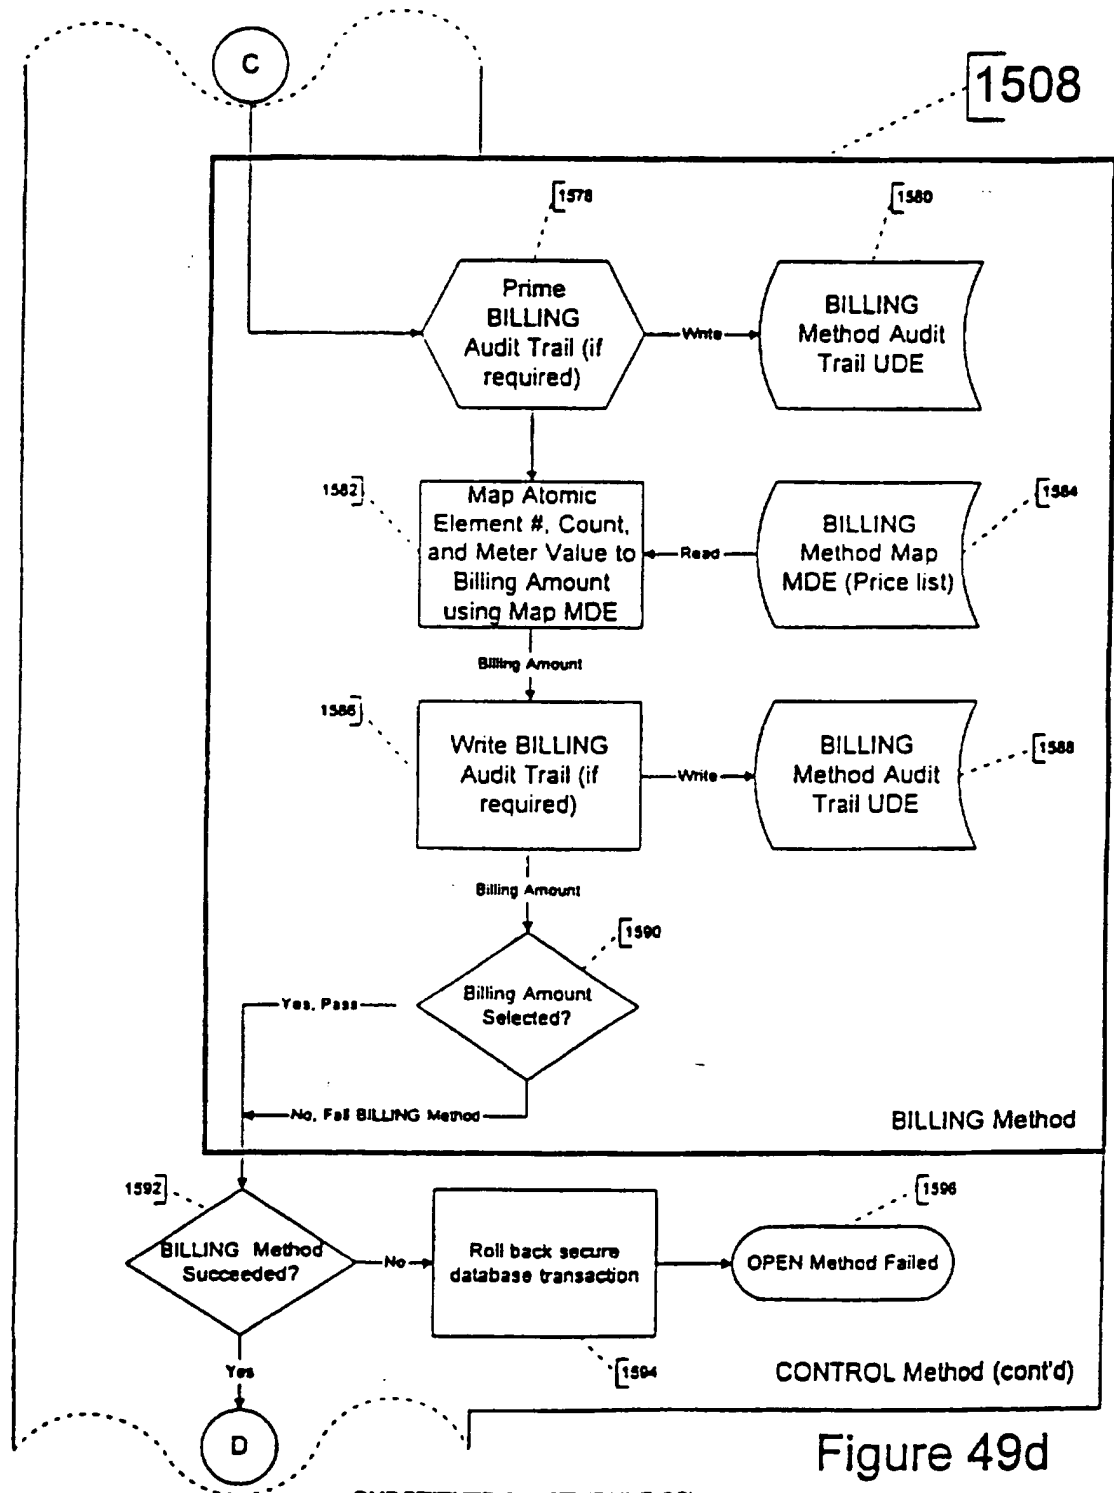 C
1508
1578
1580
Prime
BILLING
Audit Trail (if
required)
Write
BILLING
Method Audit
Trail UDE
1582
Map Atomic
Element #, Count,
and Meter Value to
Billing Amount
using Map MDE
Read
BILLING
Method Map
MDE (Price list)
1584
Billing Amount
1586
Write BILLING
Audit Trail (if
required)
Write
BILLING
Method Audit
Trail UDE
1588
Billing Amount
1590
Billing Amount
Selected?
Yes, Pass
No, Fail BILLING Method
BILLING Method
1592
BILLING Method
Succeeded?
No
Roll back secure
database transaction
1596
OPEN Method Failed
1594
Yes
CONTROL Method (cont'd)
D
Figure 49d